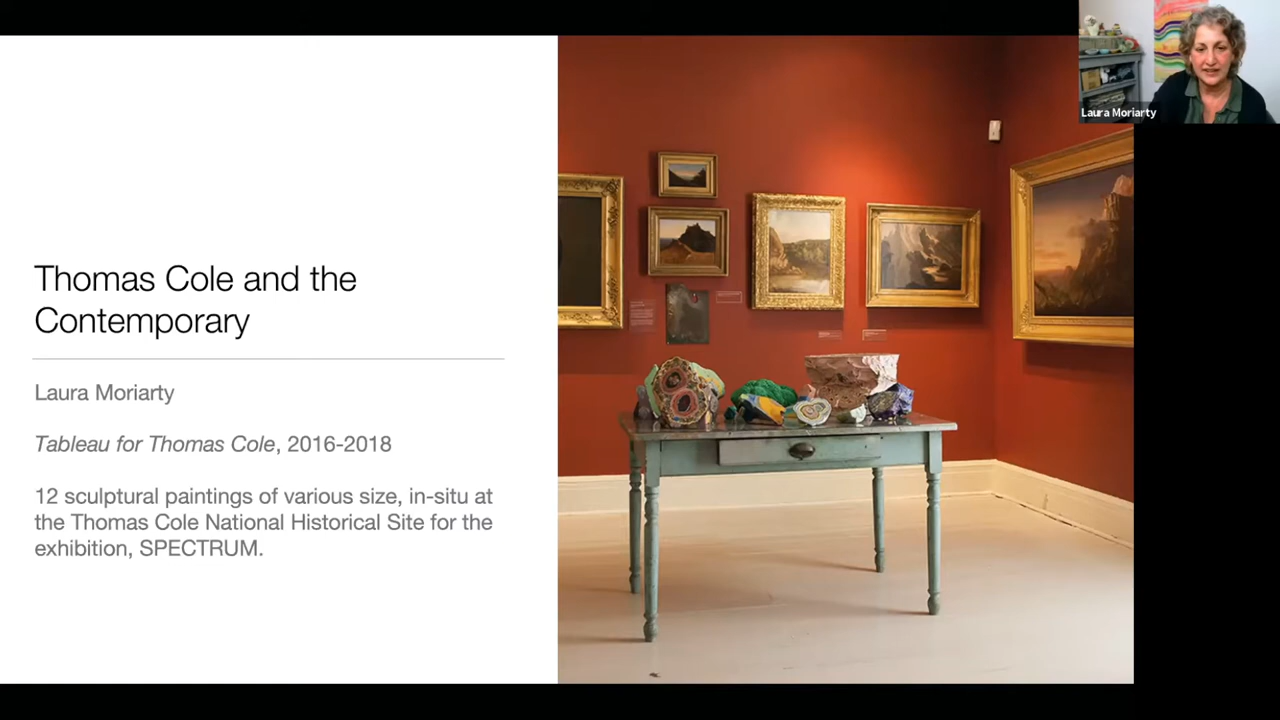 Laura Moriarty
Thomas Cole and the
Contemporary
Laura Moriarty
Tableau for Thomas Cole, 2016-2018
12 sculptural paintings of various size, in-situ at
the Thomas Cole National Historical Site for the
exhibition, SPECTRUM.